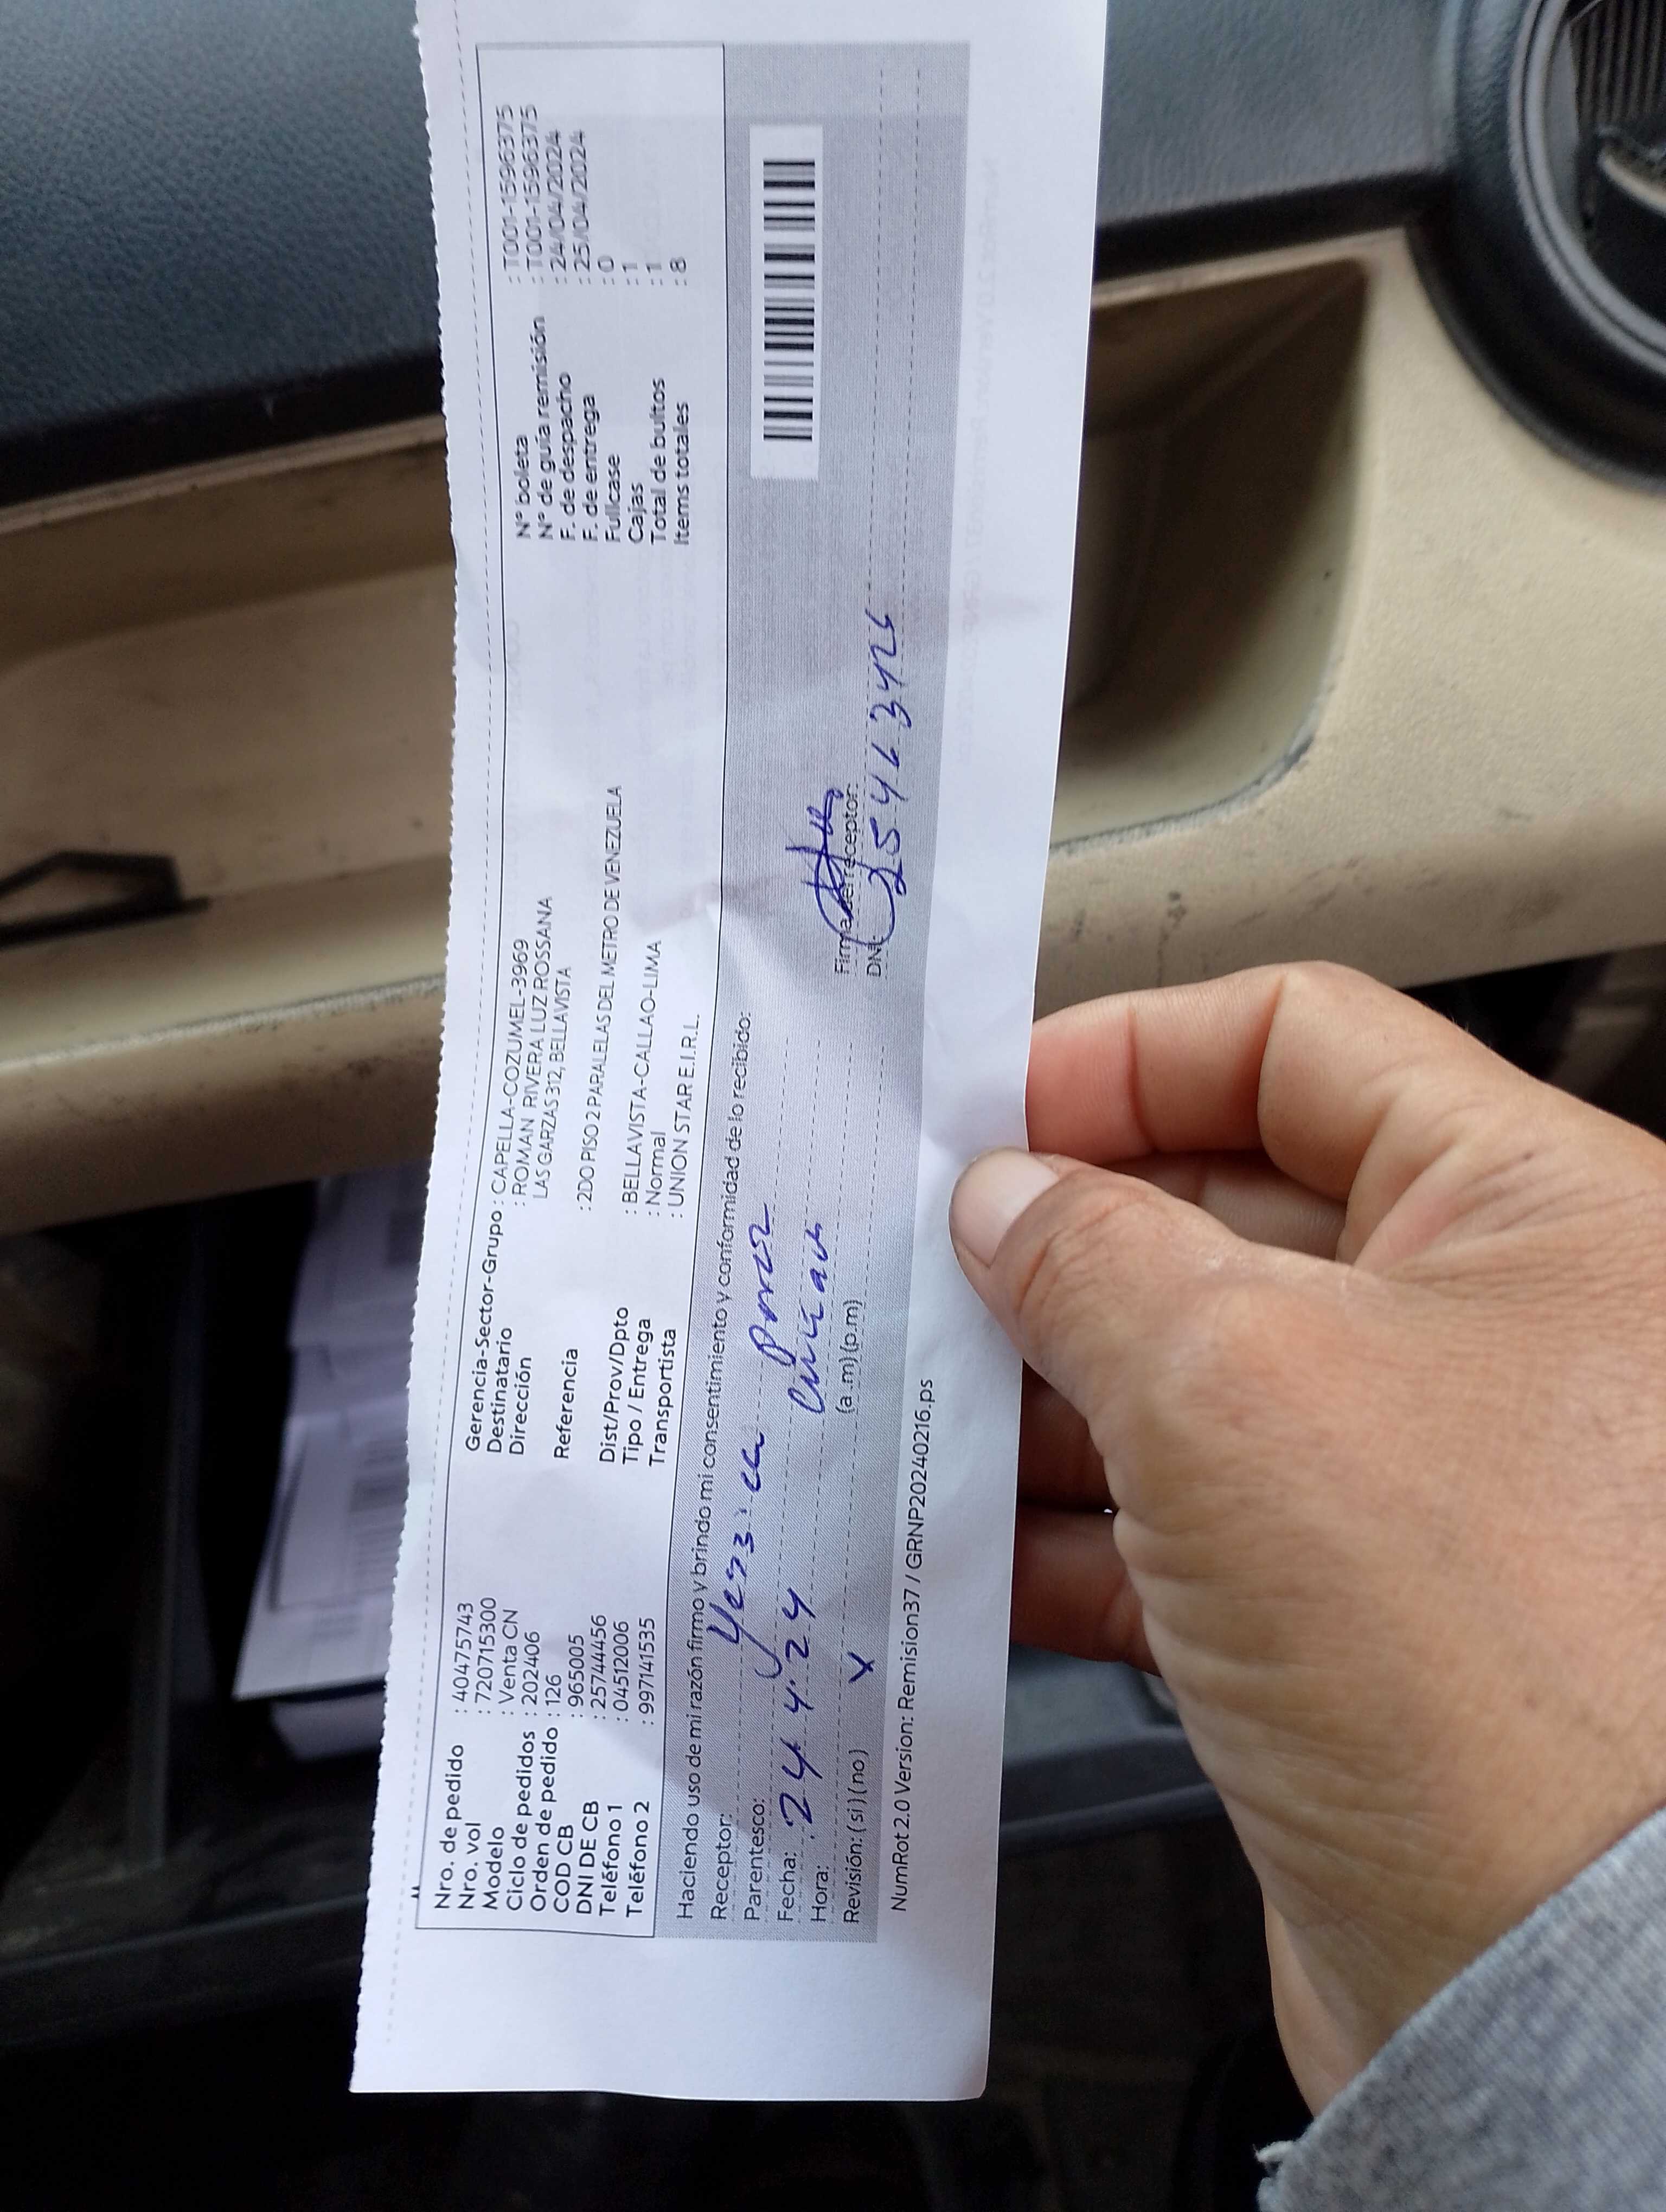 Nro. de pedido : 40475743
Nro. vol : 720715300
Modelo : Venta CN
Ciclo de pedidos : 202406
Orden de pedido : 126
COD CB : 965005
DNI DE CB : 25744456
Teléfono 1 : 04512006
Teléfono 2 : 997141535
Gerencia-Sector-Grupo : CAPELLA-COZUMEL-3969
Destinatario : ROMAN RIVERA LUZ ROSSANA
Dirección LAS GARZAS 312, BELLAVISTA
Referencia : 2DO PISO 2 PARALELAS DEL METRO DE VENEZUELA
Dist/Prov/Dpto : BELLAVISTA-CALLAO-LIMA
Tipo / Entrega : Normal
Transportista : UNION STAR E.I.R.L.
N° boleta : T001-1596375
N° de guía remisión : T001-1596375
F. de despacho : 24/04/2024
F. de entrega : 25/04/2024
Fullcase : 0
Cajas : 1
Total de bultos : 1
Items totales : 8
Haciendo uso de mi razón firmo y brindo mi consentimiento y conformidad de lo recibido:
Receptor:
Parentesco:
Fecha: 24 4 24
Hora: (a.m) (p.m)
Revisión: (si) (no) X
Firma del receptor:
DNI:
NumRot 2.0 Version: Remision37 / GRNP20240216.ps